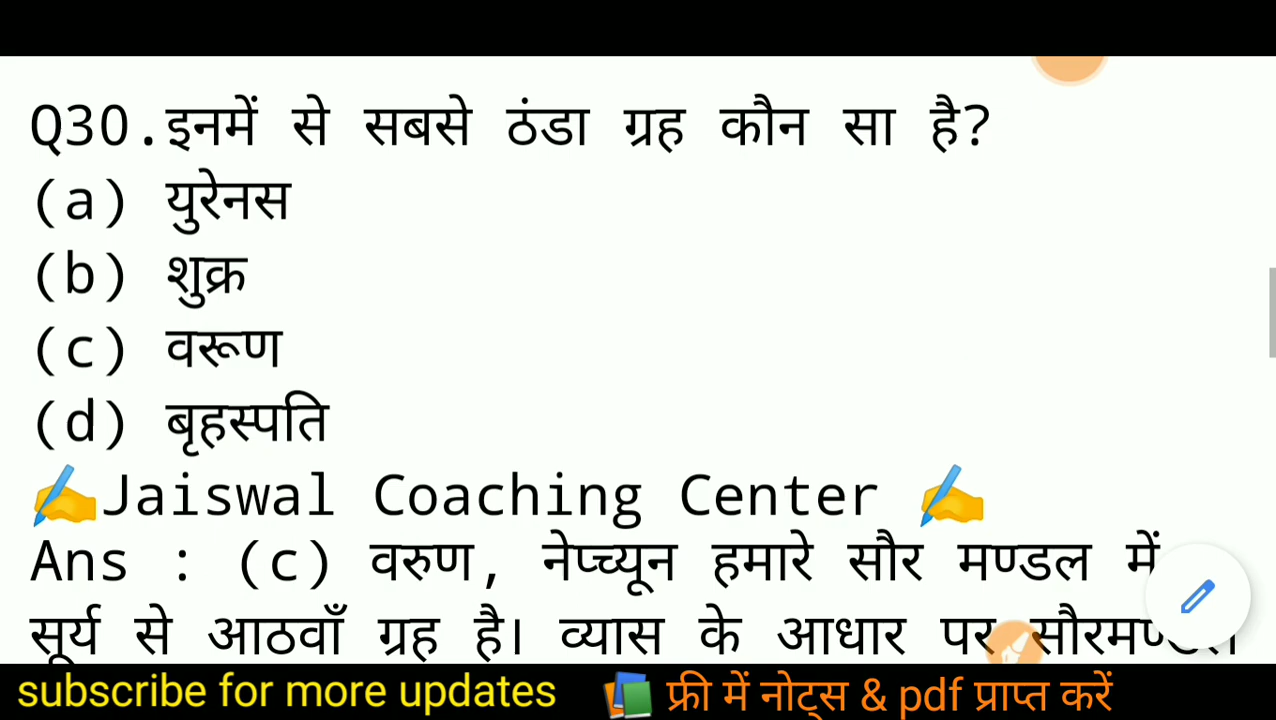 Q30.इनमें से सबसे ठंडा ग्रह कौन सा है?
(a) युरेनस
(b) शुक्र
(c) वरूण
(d) बृहस्पति
✍️Jaiswal Coaching Center ✍️
Ans : (c) वरुण, नेप्च्यून हमारे सौर मण्डल में
सूर्य से आठवाँ ग्रह है। व्यास के आधार पर
subscribe for more updates 📚 फ्री में नोट्स & pdf प्राप्त करें